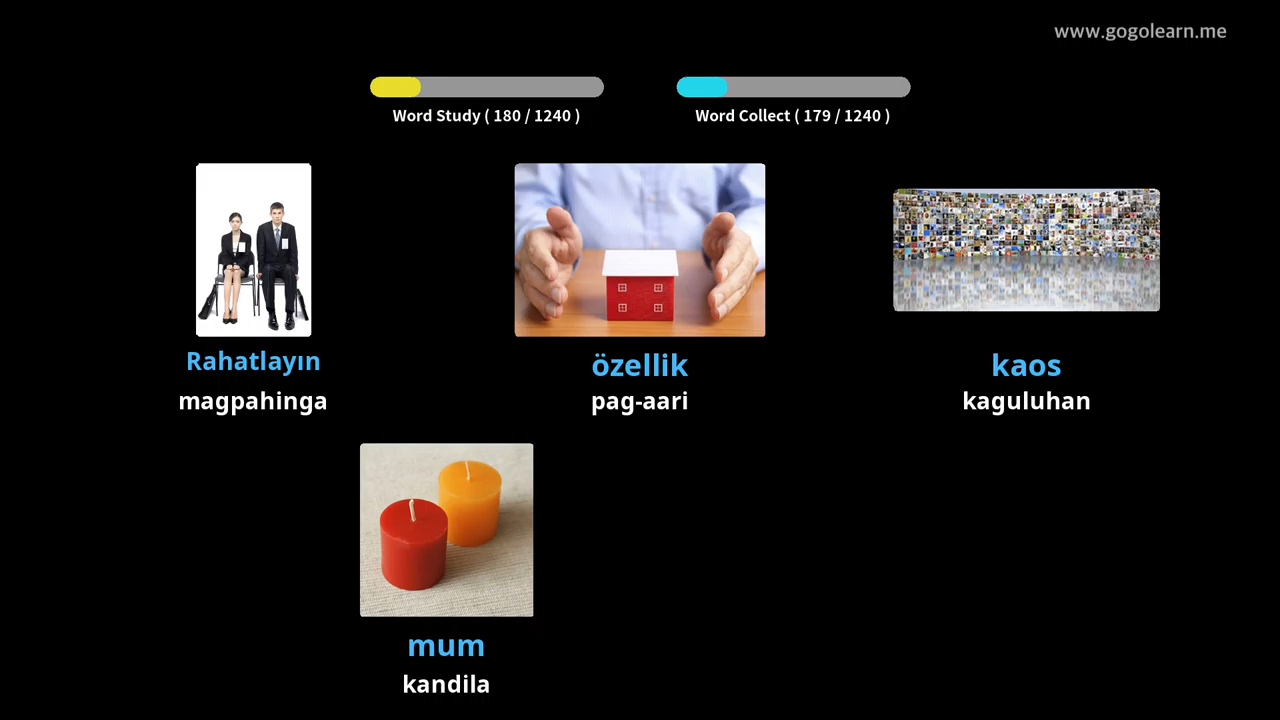 www.gogolearn.me
Word Study ( 180 / 1240 )
Word Collect ( 179 / 1240 )
Rahatlayın
magpahinga
özellik
pag-aari
kaos
kaguluhan
mum
kandila